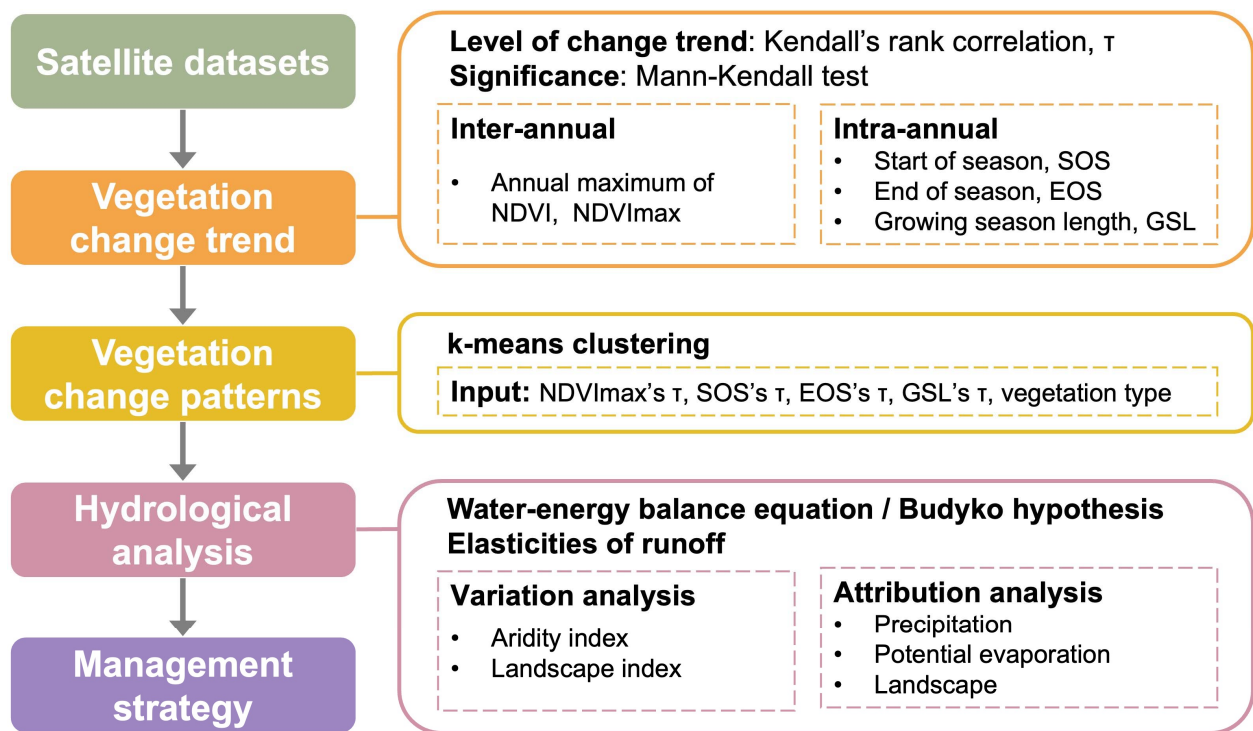 Satellite datasets
Level of change trend: Kendall's rank correlation, τ
Significance: Mann-Kendall test
Inter-annual
• Annual maximum of
NDVI, NDVImax
Intra-annual
• Start of season, SOS
• End of season, EOS
• Growing season length, GSL
Vegetation
change trend
Vegetation
change patterns
k-means clustering
Input: NDVImax's τ, SOS's τ, EOS's τ, GSL's τ, vegetation type
Hydrological
analysis
Water-energy balance equation / Budyko hypothesis
Elasticities of runoff
Variation analysis
• Aridity index
• Landscape index
Attribution analysis
• Precipitation
• Potential evaporation
• Landscape
Management
strategy